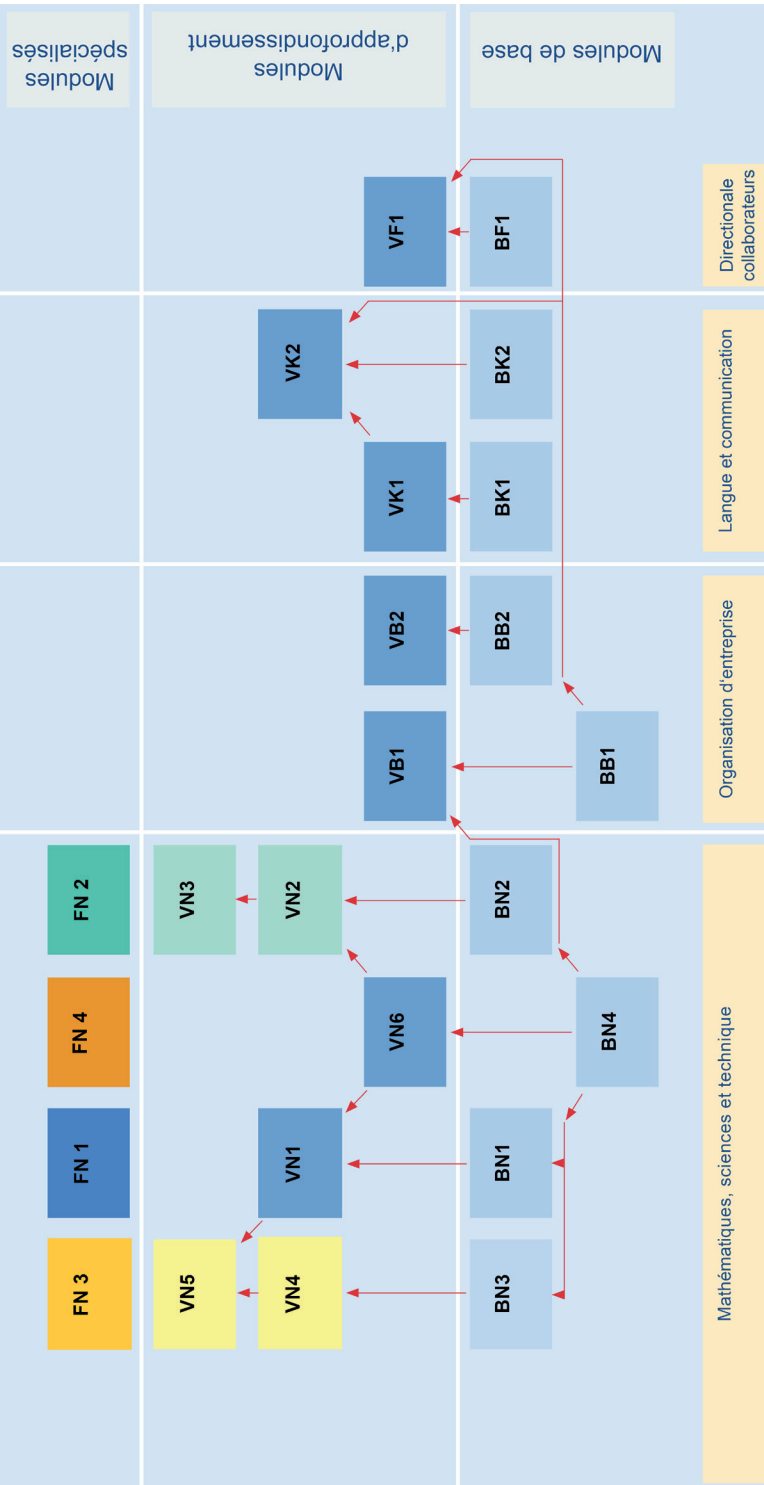 Modules
spécialisés
Modules
d'approfondissement
Modules de base
FN 3
FN 1
FN 4
FN 2
VN5
VN3
VN4
VN1
VN2
VK2
VN6
VB1
VB2
VK1
VF1
BN3
BN1
BN2
BB2
BK1
BK2
BF1
BN4
BB1
Mathématiques, sciences et technique
Organisation d'entreprise
Langue et communication
Directionale
collaborateurs